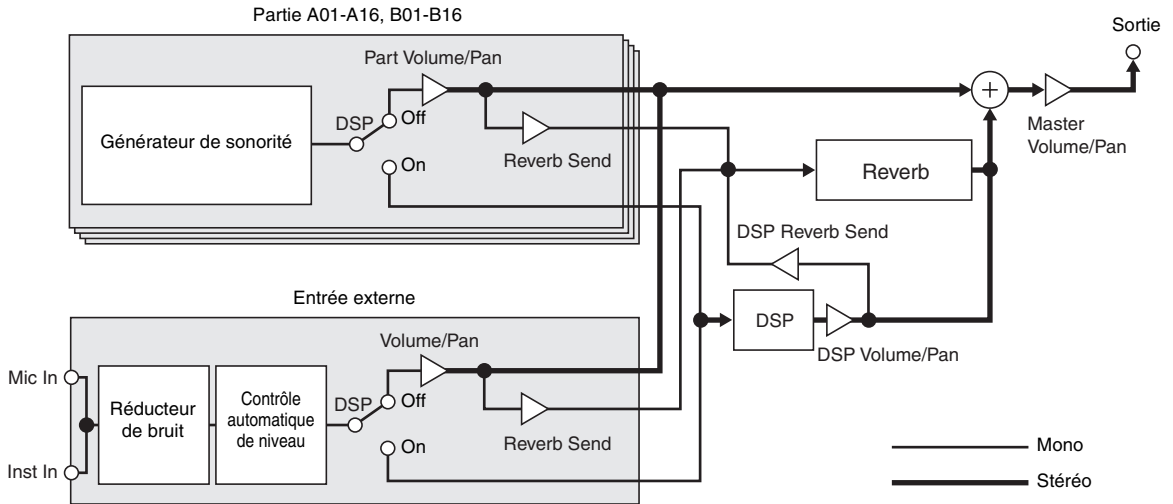 Partie A01-A16, B01-B16
Sortie
Part Volume/Pan
DSP
Off
Générateur de sonorité
Reverb Send
On
Master
Volume/Pan
Reverb
DSP Reverb Send
Entrée externe
DSP
DSP Volume/Pan
Volume/Pan
Mic In
Réducteur
de bruit
Contrôle
automatique
de niveau
DSP
Off
Reverb Send
On
Inst In
Mono
Stéréo